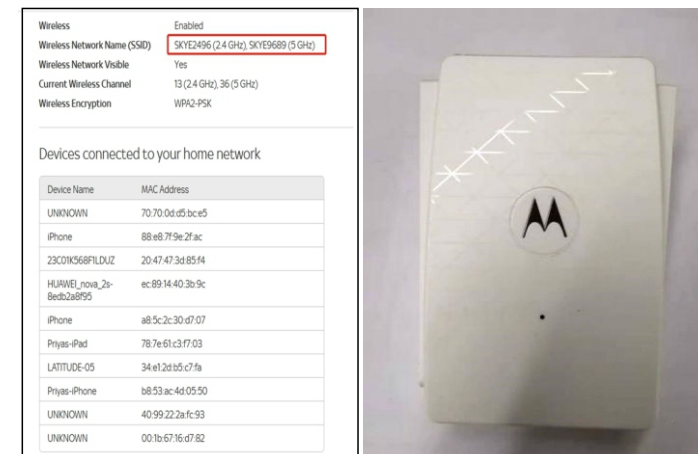 Wireless Enabled
Wireless Network Name (SSID) SKYE2496 (2.4 GHz), SKYE9689 (5 GHz)
Wireless Network Visible Yes
Current Wireless Channel 13 (2.4 GHz), 36 (5 GHz)
Wireless Encryption WPA2-PSK
Devices connected to your home network
Device Name MAC Address
UNKNOWN 70:70:0d:d5:bc:e5
iPhone 88:e8:7f:9e:2f:ac
23C01K568F1LDUZ 20:47:47:3d:85:f4
HUAWEI_nova_2s-
8edb2a8f95 ec:89:14:40:3b:9c
iPhone a8:5c:2c:30:d7:07
Priyas-iPad 78:7e:61:c3:f7:03
LATITUDE-05 34:e1:2d:b5:c7:fa
Priyas-iPhone b8:53:ac:4d:05:50
UNKNOWN 40:99:22:2a:fc:93
UNKNOWN 00:1b:67:16:d7:82